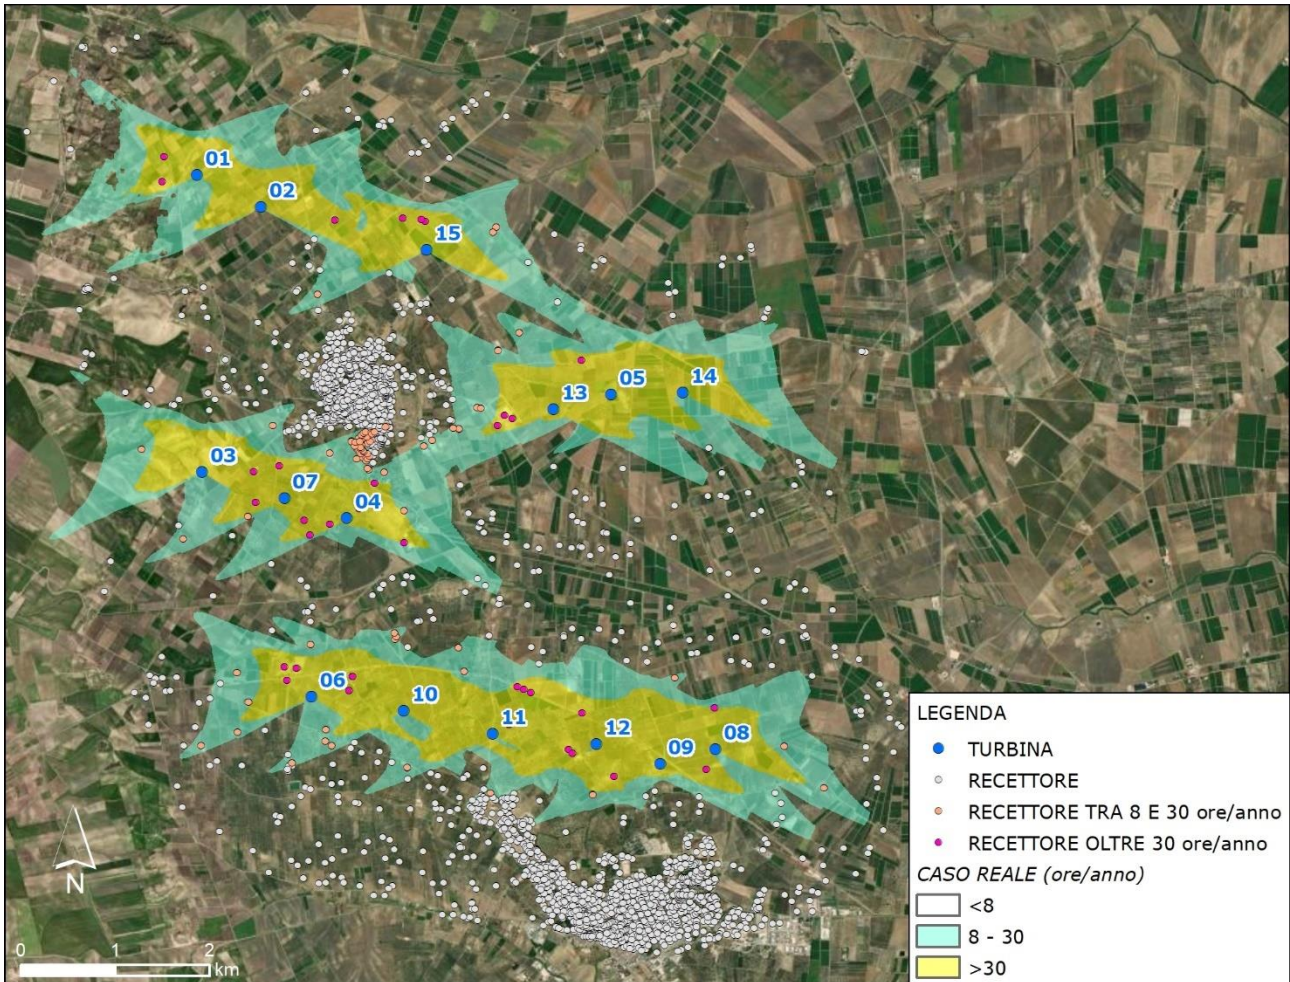 01
02
15
13
05
14
03
07
04
06
10
11
12
09
08
N
0 1 2
km
LEGENDA
TURBINA
RECETTORE
RECETTORE TRA 8 E 30 ore/anno
RECETTORE OLTRE 30 ore/anno
CASO REALE (ore/anno)
<8
8 - 30
>30